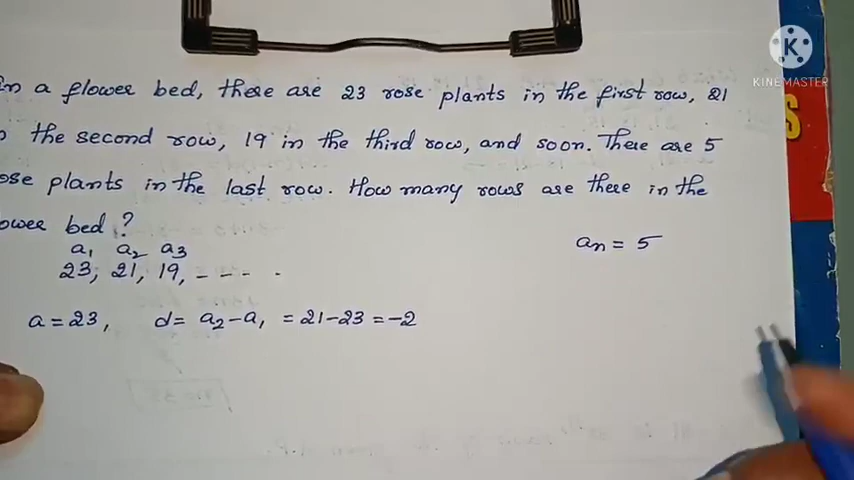 in a flower bed, there are 23 rose plants in the first row, 21
the second row, 19 in the third row, and soon. There are 5
ose plants in the last row. How many rows are there in the
ower bed ?
a₁ a₂ a₃
23, 21, 19, - - - -
aₙ = 5
a = 23, d = a₂ - a₁ = 21 - 23 = -2
KINEMASTER